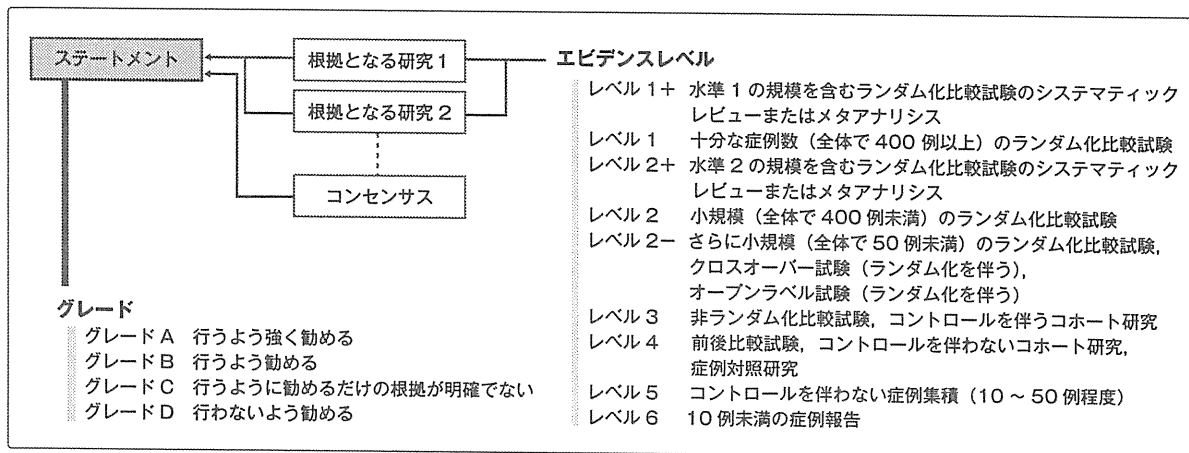 ステートメント
根拠となる研究 1
根拠となる研究 2
コンセンサス
エビデンスレベル
レベル 1＋ 水準 1 の規模を含むランダム化比較試験のシステマティック
レビューまたはメタアナリシス
レベル 1 十分な症例数（全体で 400 例以上）のランダム化比較試験
レベル 2＋ 水準 2 の規模を含むランダム化比較試験のシステマティック
レビューまたはメタアナリシス
レベル 2 小規模（全体で 400 例未満）のランダム化比較試験
レベル 2－ さらに小規模（全体で 50 例未満）のランダム化比較試験，
クロスオーバー試験（ランダム化を伴う），
オープンラベル試験（ランダム化を伴う）
レベル 3 非ランダム化比較試験，コントロールを伴うコホート研究
レベル 4 前後比較試験，コントロールを伴わないコホート研究，
症例対照研究
レベル 5 コントロールを伴わない症例集積（10 ～ 50 例程度）
レベル 6 10 例未満の症例報告
グレード
グレード A 行うよう強く勧める
グレード B 行うよう勧める
グレード C 行うように勧めるだけの根拠が明確でない
グレード D 行わないよう勧める